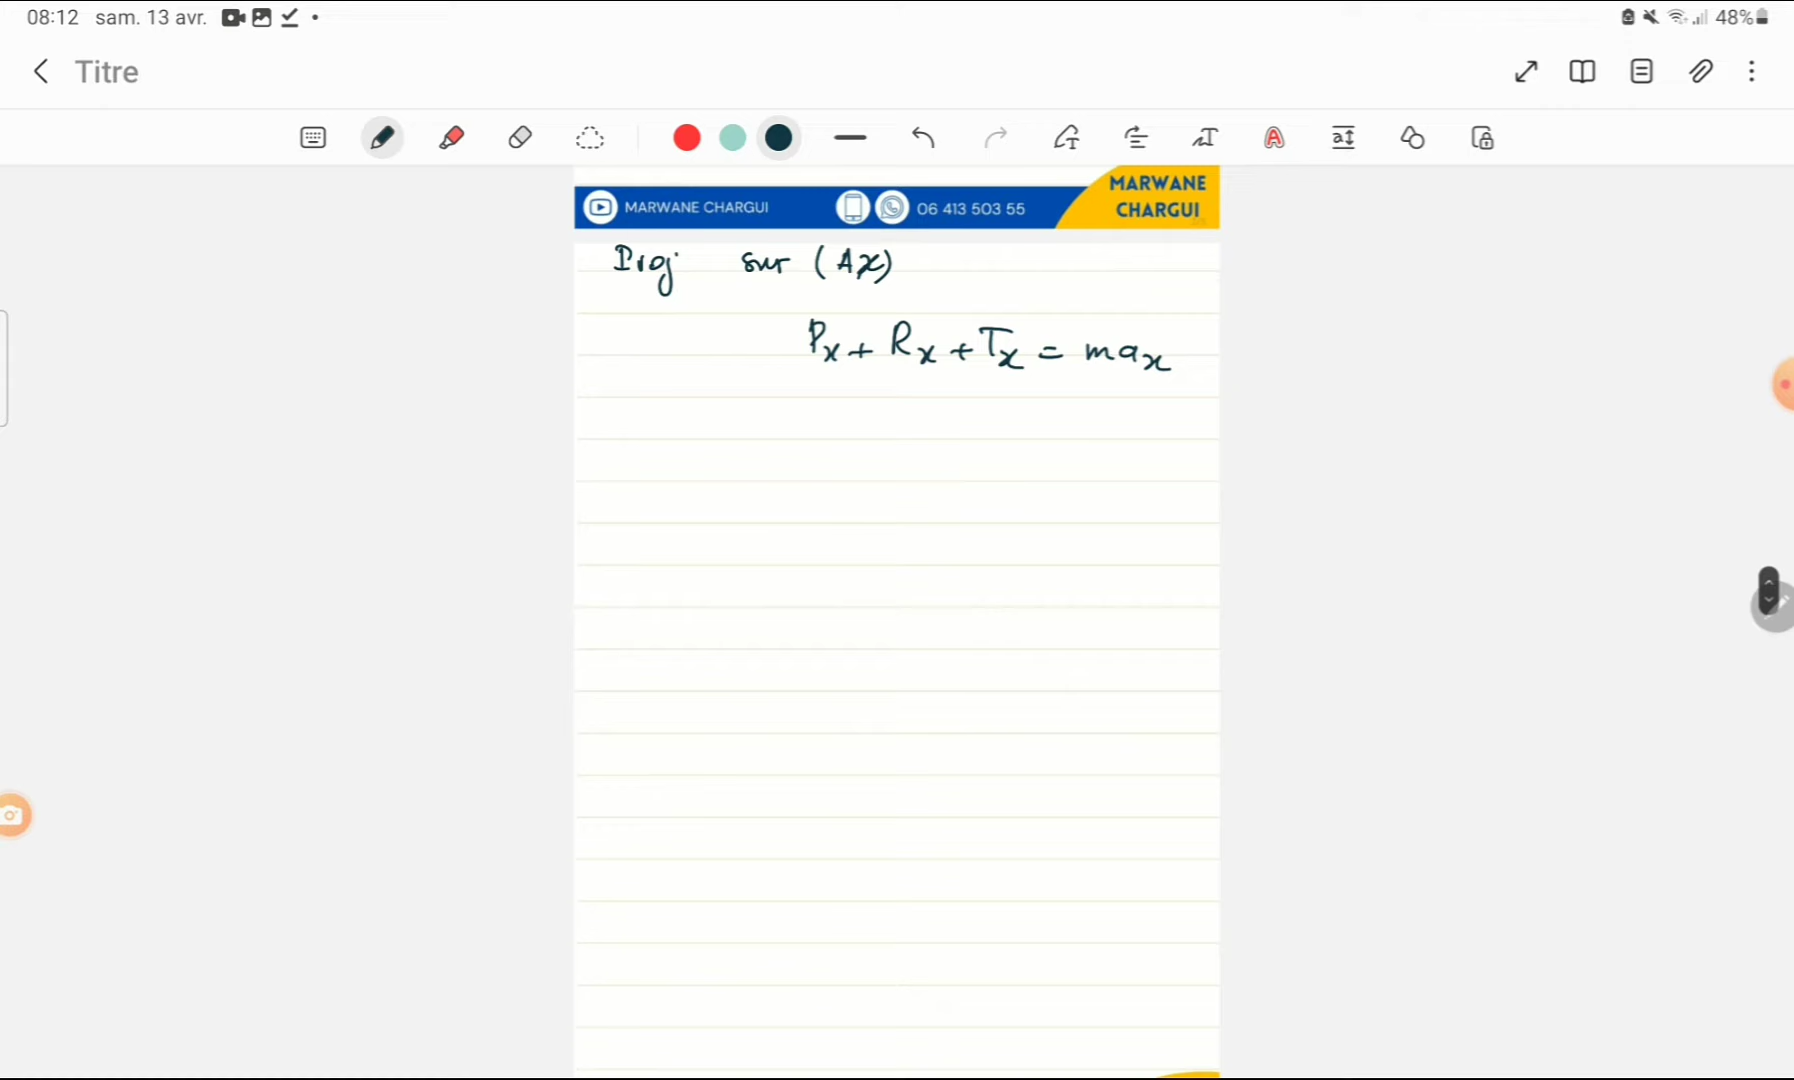 08:12 sam. 13 avr. 48%
Titre
MARWANE CHARGUI 06 413 503 55 MARWANE CHARGUI
Proj sur (Ax)
Px + Rx + Tx = max